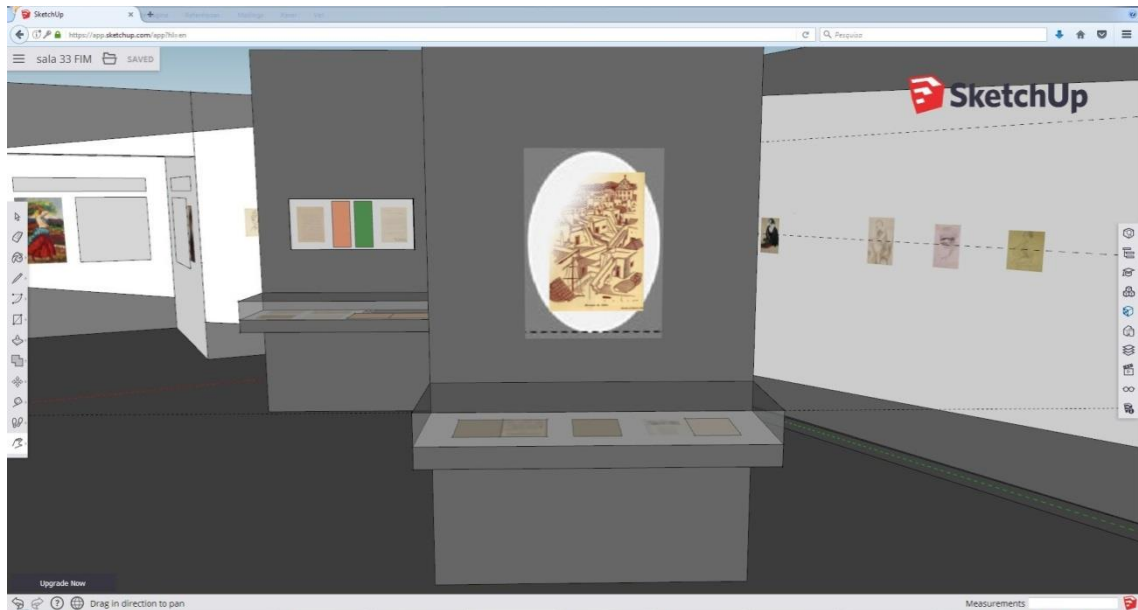 SketchUp
https://app.sketchup.com/app?hl=en
Pesquisa
sala 33 FIM
SAVED
SketchUp
Upgrade Now
Drag in direction to pan
Measurements